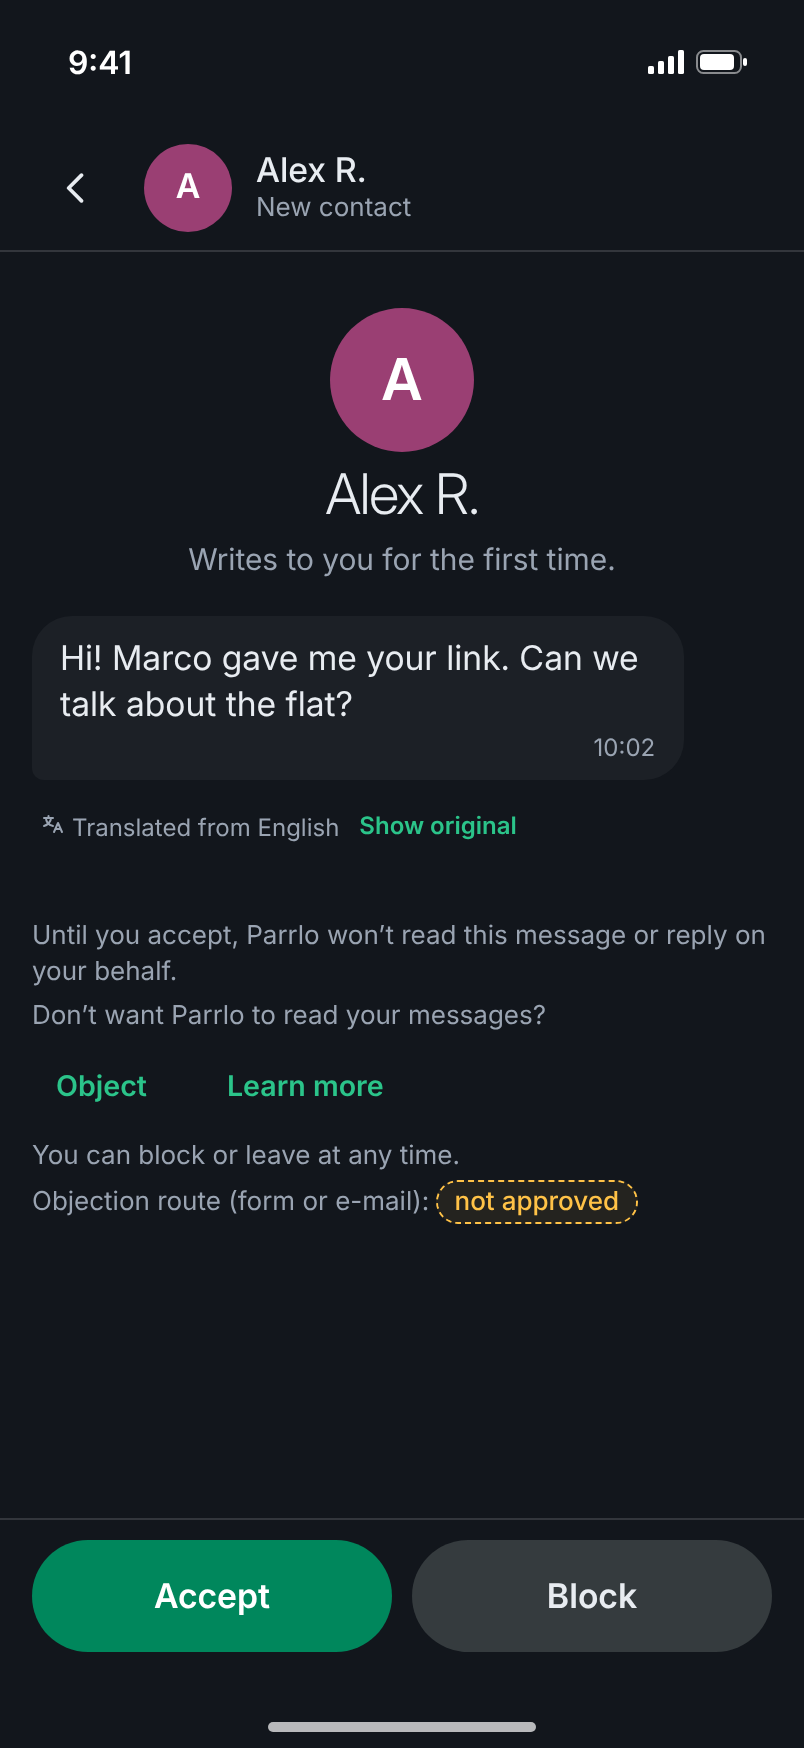 9:41
A
Alex R.
New contact
A
Alex R.
Writes to you for the first time.
Hi! Marco gave me your link. Can we
talk about the flat?
10:02
Translated from English Show original
Until you accept, Parrlo won’t read this message or reply on
your behalf.
Don’t want Parrlo to read your messages?
Object Learn more
You can block or leave at any time.
Objection route (form or e-mail): not approved
Accept Block